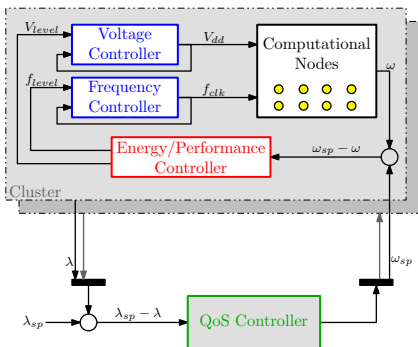 V_level
Voltage
Controller
V_dd
Computational
Nodes
f_level
Frequency
Controller
f_clk
ω
Energy/Performance
Controller
ω_sp − ω
Cluster
λ
ω_sp
λ_sp
λ_sp − λ
QoS Controller